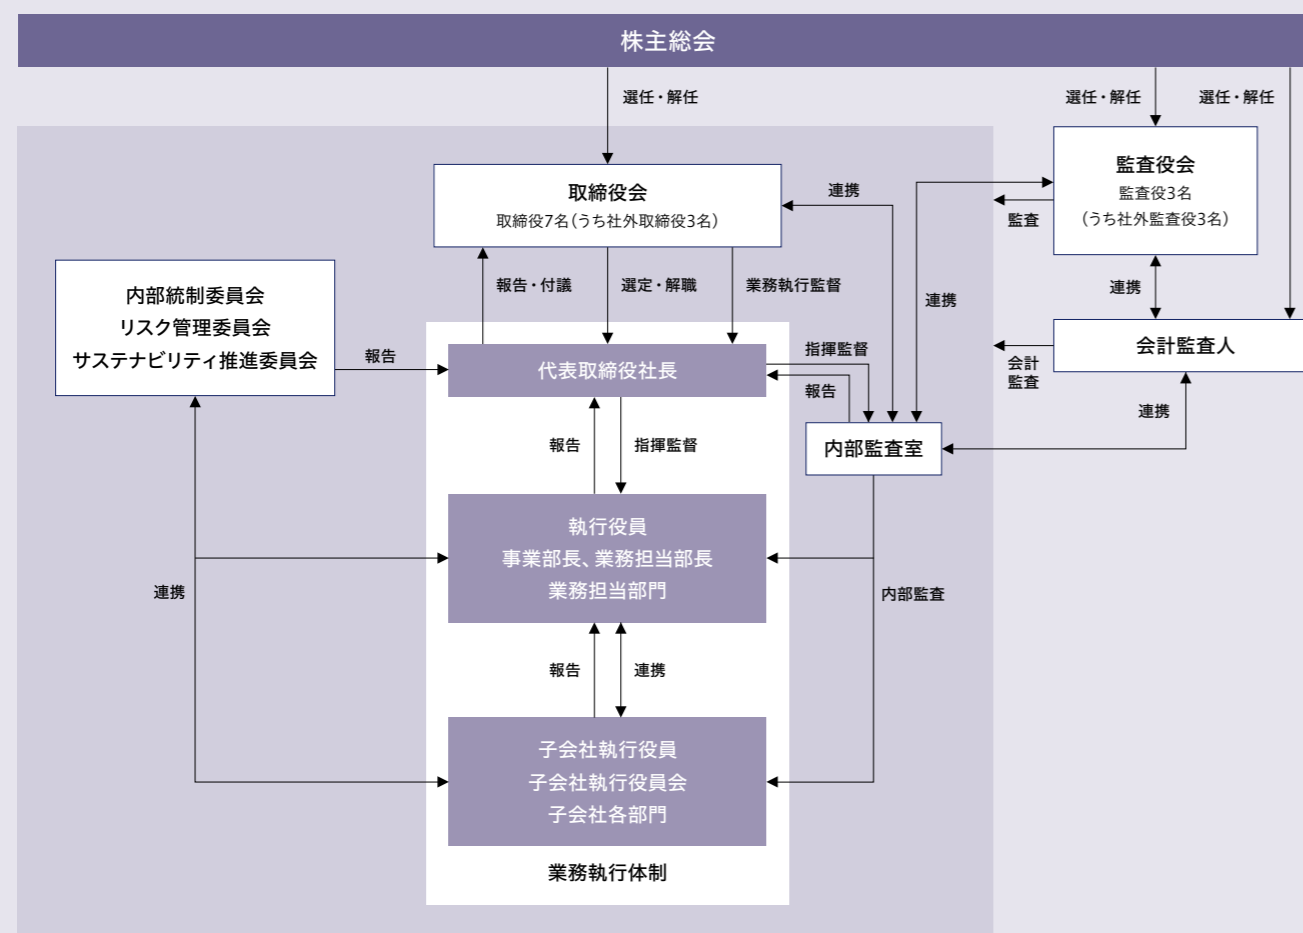 株主総会
選任・解任
選任・解任
選任・解任
取締役会
取締役7名(うち社外取締役3名)
監査役会
監査役3名
(うち社外監査役3名)
連携
監査
報告・付議
選定・解職
業務執行監督
連携
連携
内部統制委員会
リスク管理委員会
サステナビリティ推進委員会
報告
代表取締役社長
指揮監督
報告
会計監査人
会計
監査
連携
報告
指揮監督
内部監査室
執行役員
事業部長、業務担当部長
業務担当部門
連携
内部監査
報告
連携
子会社執行役員
子会社執行役員会
子会社各部門
業務執行体制